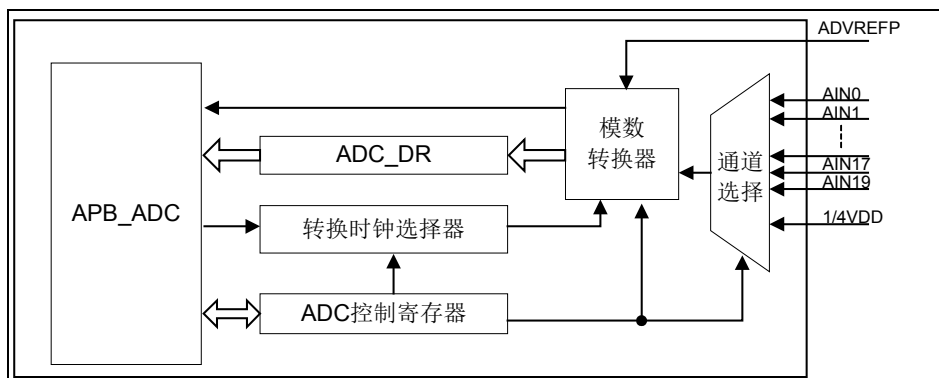 ADVREFP
AIN0
AIN1
AIN17
AIN19
1/4VDD
模数
转换器
通道
选择
ADC_DR
APB_ADC
转换时钟选择器
ADC控制寄存器